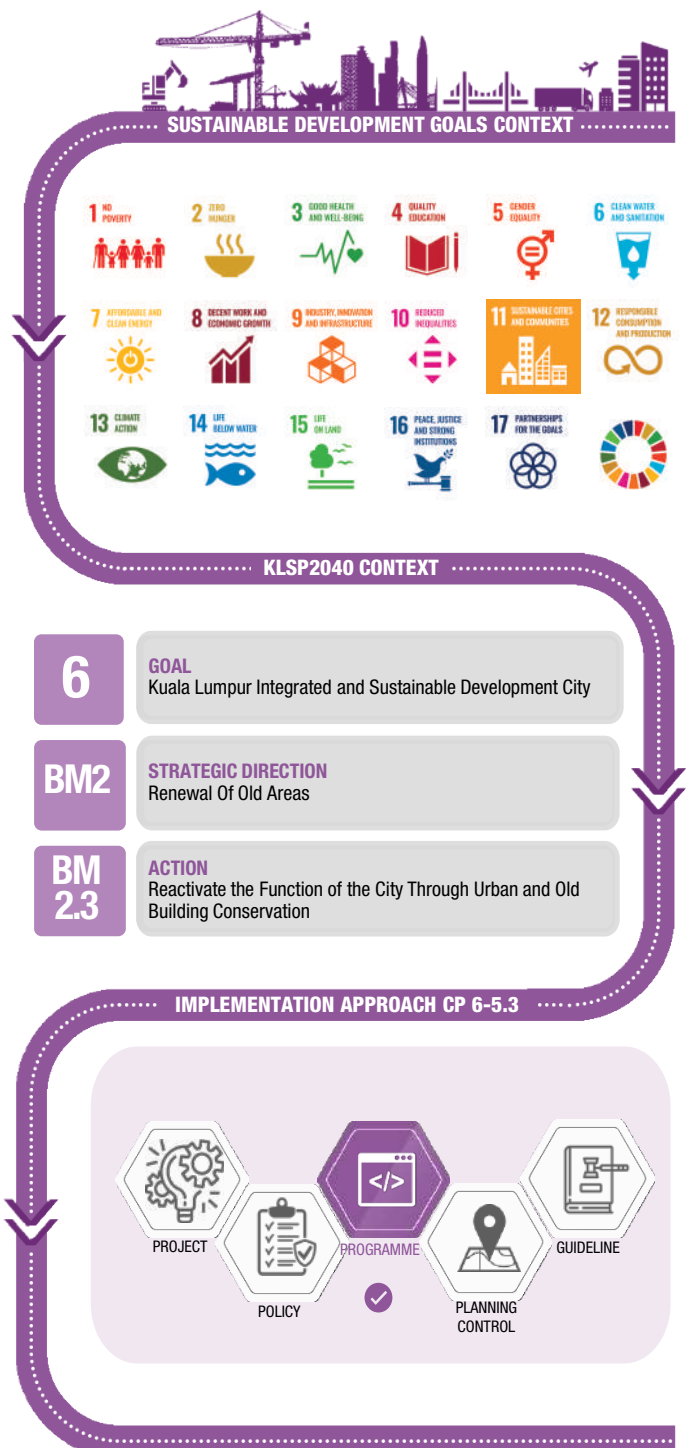 SUSTAINABLE DEVELOPMENT GOALS CONTEXT
1 NO
POVERTY
2 ZERO
HUNGER
3 GOOD HEALTH
AND WELL-BEING
4 QUALITY
EDUCATION
5 GENDER
EQUALITY
6 CLEAN WATER
AND SANITATION
7 AFFORDABLE AND
CLEAN ENERGY
8 DECENT WORK AND
ECONOMIC GROWTH
9 INDUSTRY, INNOVATION
AND INFRASTRUCTURE
10 REDUCED
INEQUALITIES
11 SUSTAINABLE CITIES
AND COMMUNITIES
12 RESPONSIBLE
CONSUMPTION
AND PRODUCTION
13 CLIMATE
ACTION
14 LIFE
BELOW WATER
15 LIFE
ON LAND
16 PEACE, JUSTICE
AND STRONG
INSTITUTIONS
17 PARTNERSHIPS
FOR THE GOALS
KLSP2040 CONTEXT
6
GOAL
Kuala Lumpur Integrated and Sustainable Development City
BM2
STRATEGIC DIRECTION
Renewal Of Old Areas
BM
2.3
ACTION
Reactivate the Function of the City Through Urban and Old
Building Conservation
IMPLEMENTATION APPROACH CP 6-5.3
PROJECT
POLICY
</>
PROGRAMME
PLANNING
CONTROL
GUIDELINE